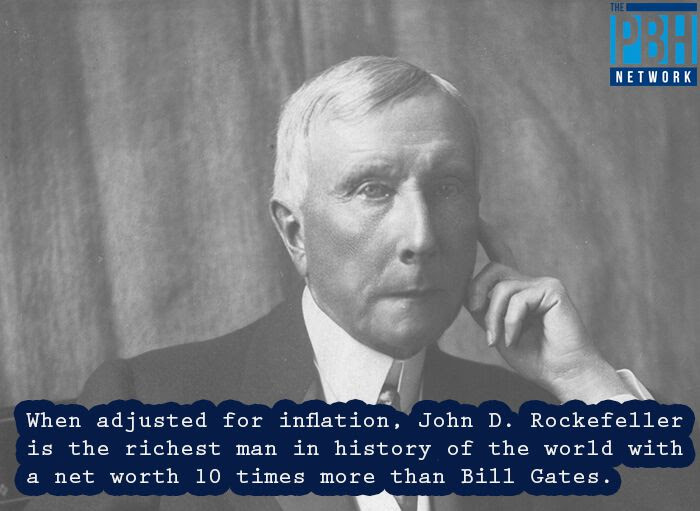 THE
PBH
NETWORK
When adjusted for inflation, John D. Rockefeller
is the richest man in history of the world with
a net worth 10 times more than Bill Gates.